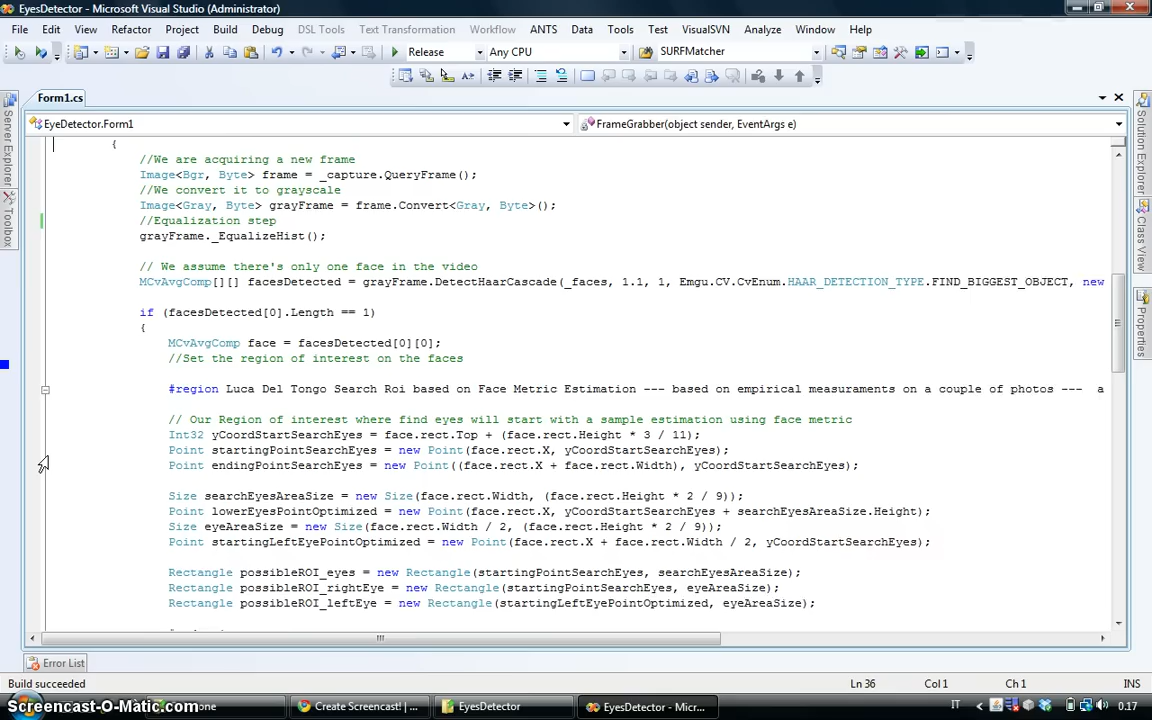 EyesDetector - Microsoft Visual Studio (Administrator)
File Edit View Refactor Project Build Debug DSL Tools Text Transformation Workflow ANTS Data Tools Test VisualSVN Analyze Window Help
Release Any CPU SURFMatcher
Form1.cs
EyeDetector.Form1 FrameGrabber(object sender, EventArgs e)
{
//We are acquiring a new frame
Image<Bgr, Byte> frame = _capture.QueryFrame();
//We convert it to grayscale
Image<Gray, Byte> grayFrame = frame.Convert<Gray, Byte>();
//Equalization step
grayFrame._EqualizeHist();
// We assume there's only one face in the video
MCvAvgComp[][] facesDetected = grayFrame.DetectHaarCascade(_faces, 1.1, 1, Emgu.CV.CvEnum.HAAR_DETECTION_TYPE.FIND_BIGGEST_OBJECT, new
if (facesDetected[0].Length == 1)
{
MCvAvgComp face = facesDetected[0][0];
//Set the region of interest on the faces
#region Luca Del Tongo Search Roi based on Face Metric Estimation --- based on empirical measuraments on a couple of photos --- a
// Our Region of interest where find eyes will start with a sample estimation using face metric
Int32 yCoordStartSearchEyes = face.rect.Top + (face.rect.Height * 3 / 11);
Point startingPointSearchEyes = new Point(face.rect.X, yCoordStartSearchEyes);
Point endingPointSearchEyes = new Point((face.rect.X + face.rect.Width), yCoordStartSearchEyes);
Size searchEyesAreaSize = new Size(face.rect.Width, (face.rect.Height * 2 / 9));
Point lowerEyesPointOptimized = new Point(face.rect.X, yCoordStartSearchEyes + searchEyesAreaSize.Height);
Size eyeAreaSize = new Size(face.rect.Width / 2, (face.rect.Height * 2 / 9));
Point startingLeftEyePointOptimized = new Point(face.rect.X + face.rect.Width / 2, yCoordStartSearchEyes);
Rectangle possibleROI_eyes = new Rectangle(startingPointSearchEyes, searchEyesAreaSize);
Rectangle possibleROI_rightEye = new Rectangle(startingPointSearchEyes, eyeAreaSize);
Rectangle possibleROI_leftEye = new Rectangle(startingLeftEyePointOptimized, eyeAreaSize);
Server Explorer
Toolbox
Solution Explorer
Class View
Properties
Error List
Build succeeded Ln 36 Col 1 Ch 1 INS
Screencast-O-Matic.com Create Screencast! | ... EyesDetector EyesDetector - Micr... IT 0.17